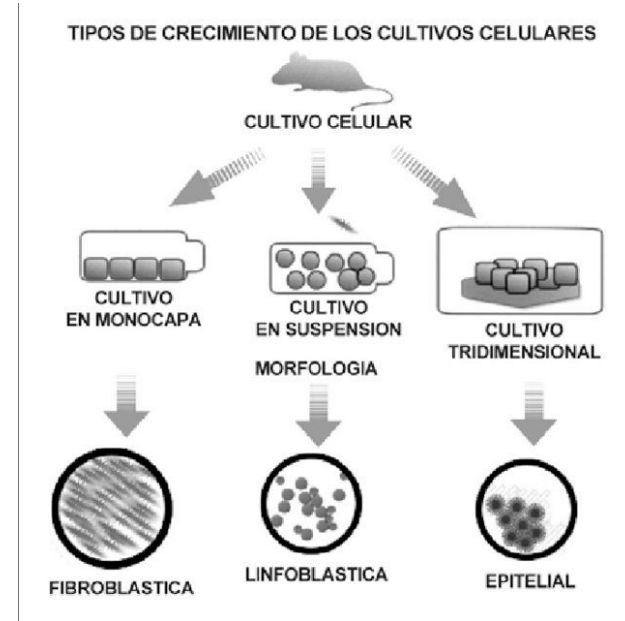 TIPOS DE CRECIMIENTO DE LOS CULTIVOS CELULARES
CULTIVO CELULAR
CULTIVO
EN MONOCAPA
CULTIVO
EN SUSPENSION
CULTIVO
TRIDIMENSIONAL
MORFOLOGIA
FIBROBLASTICA
LINFOBLASTICA
EPITELIAL